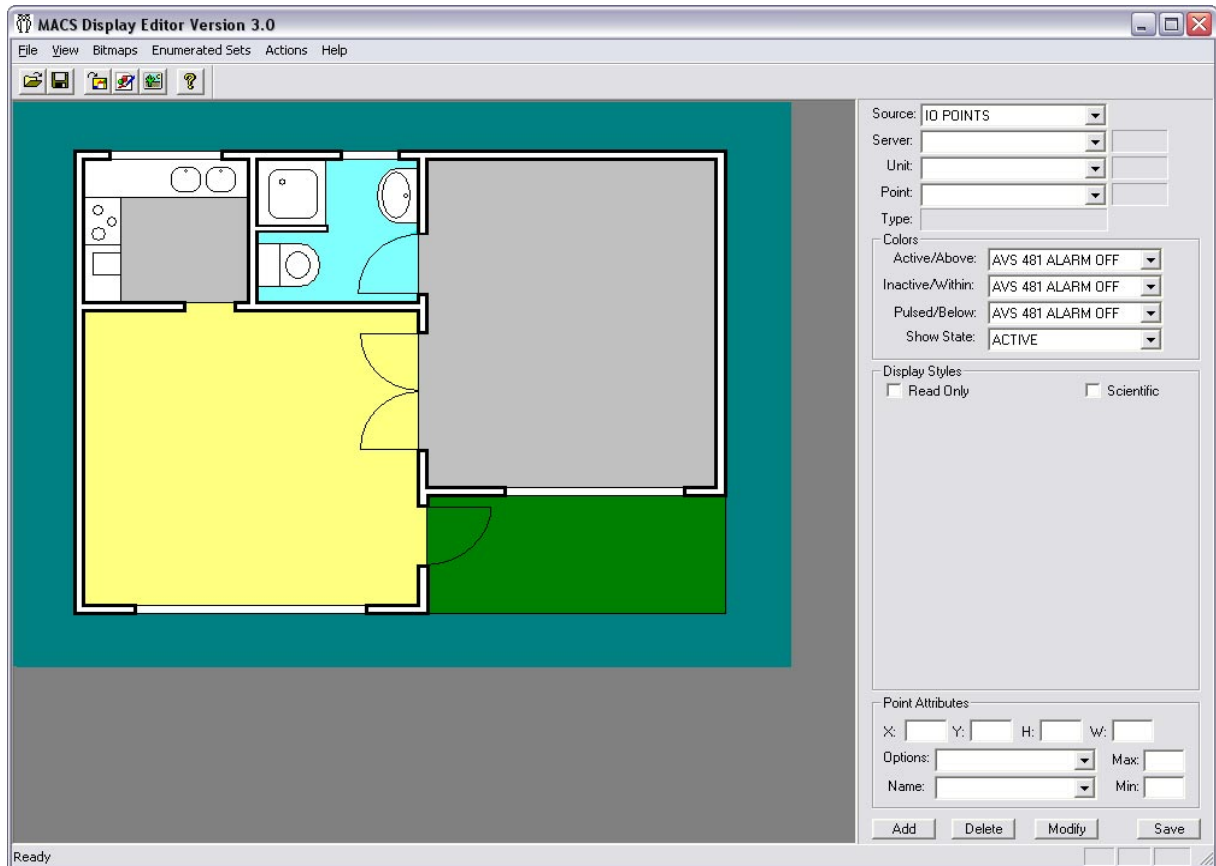 MACS Display Editor Version 3.0
File View Bitmaps Enumerated Sets Actions Help
Source: IO POINTS
Server:
Unit:
Point:
Type:
Colors
Active/Above: AVS 481 ALARM OFF
Inactive/Within: AVS 481 ALARM OFF
Pulsed/Below: AVS 481 ALARM OFF
Show State: ACTIVE
Display Styles
Read Only Scientific
Point Attributes
X: Y: H: W:
Options: Max:
Name: Min:
Add Delete Modify Save
Ready